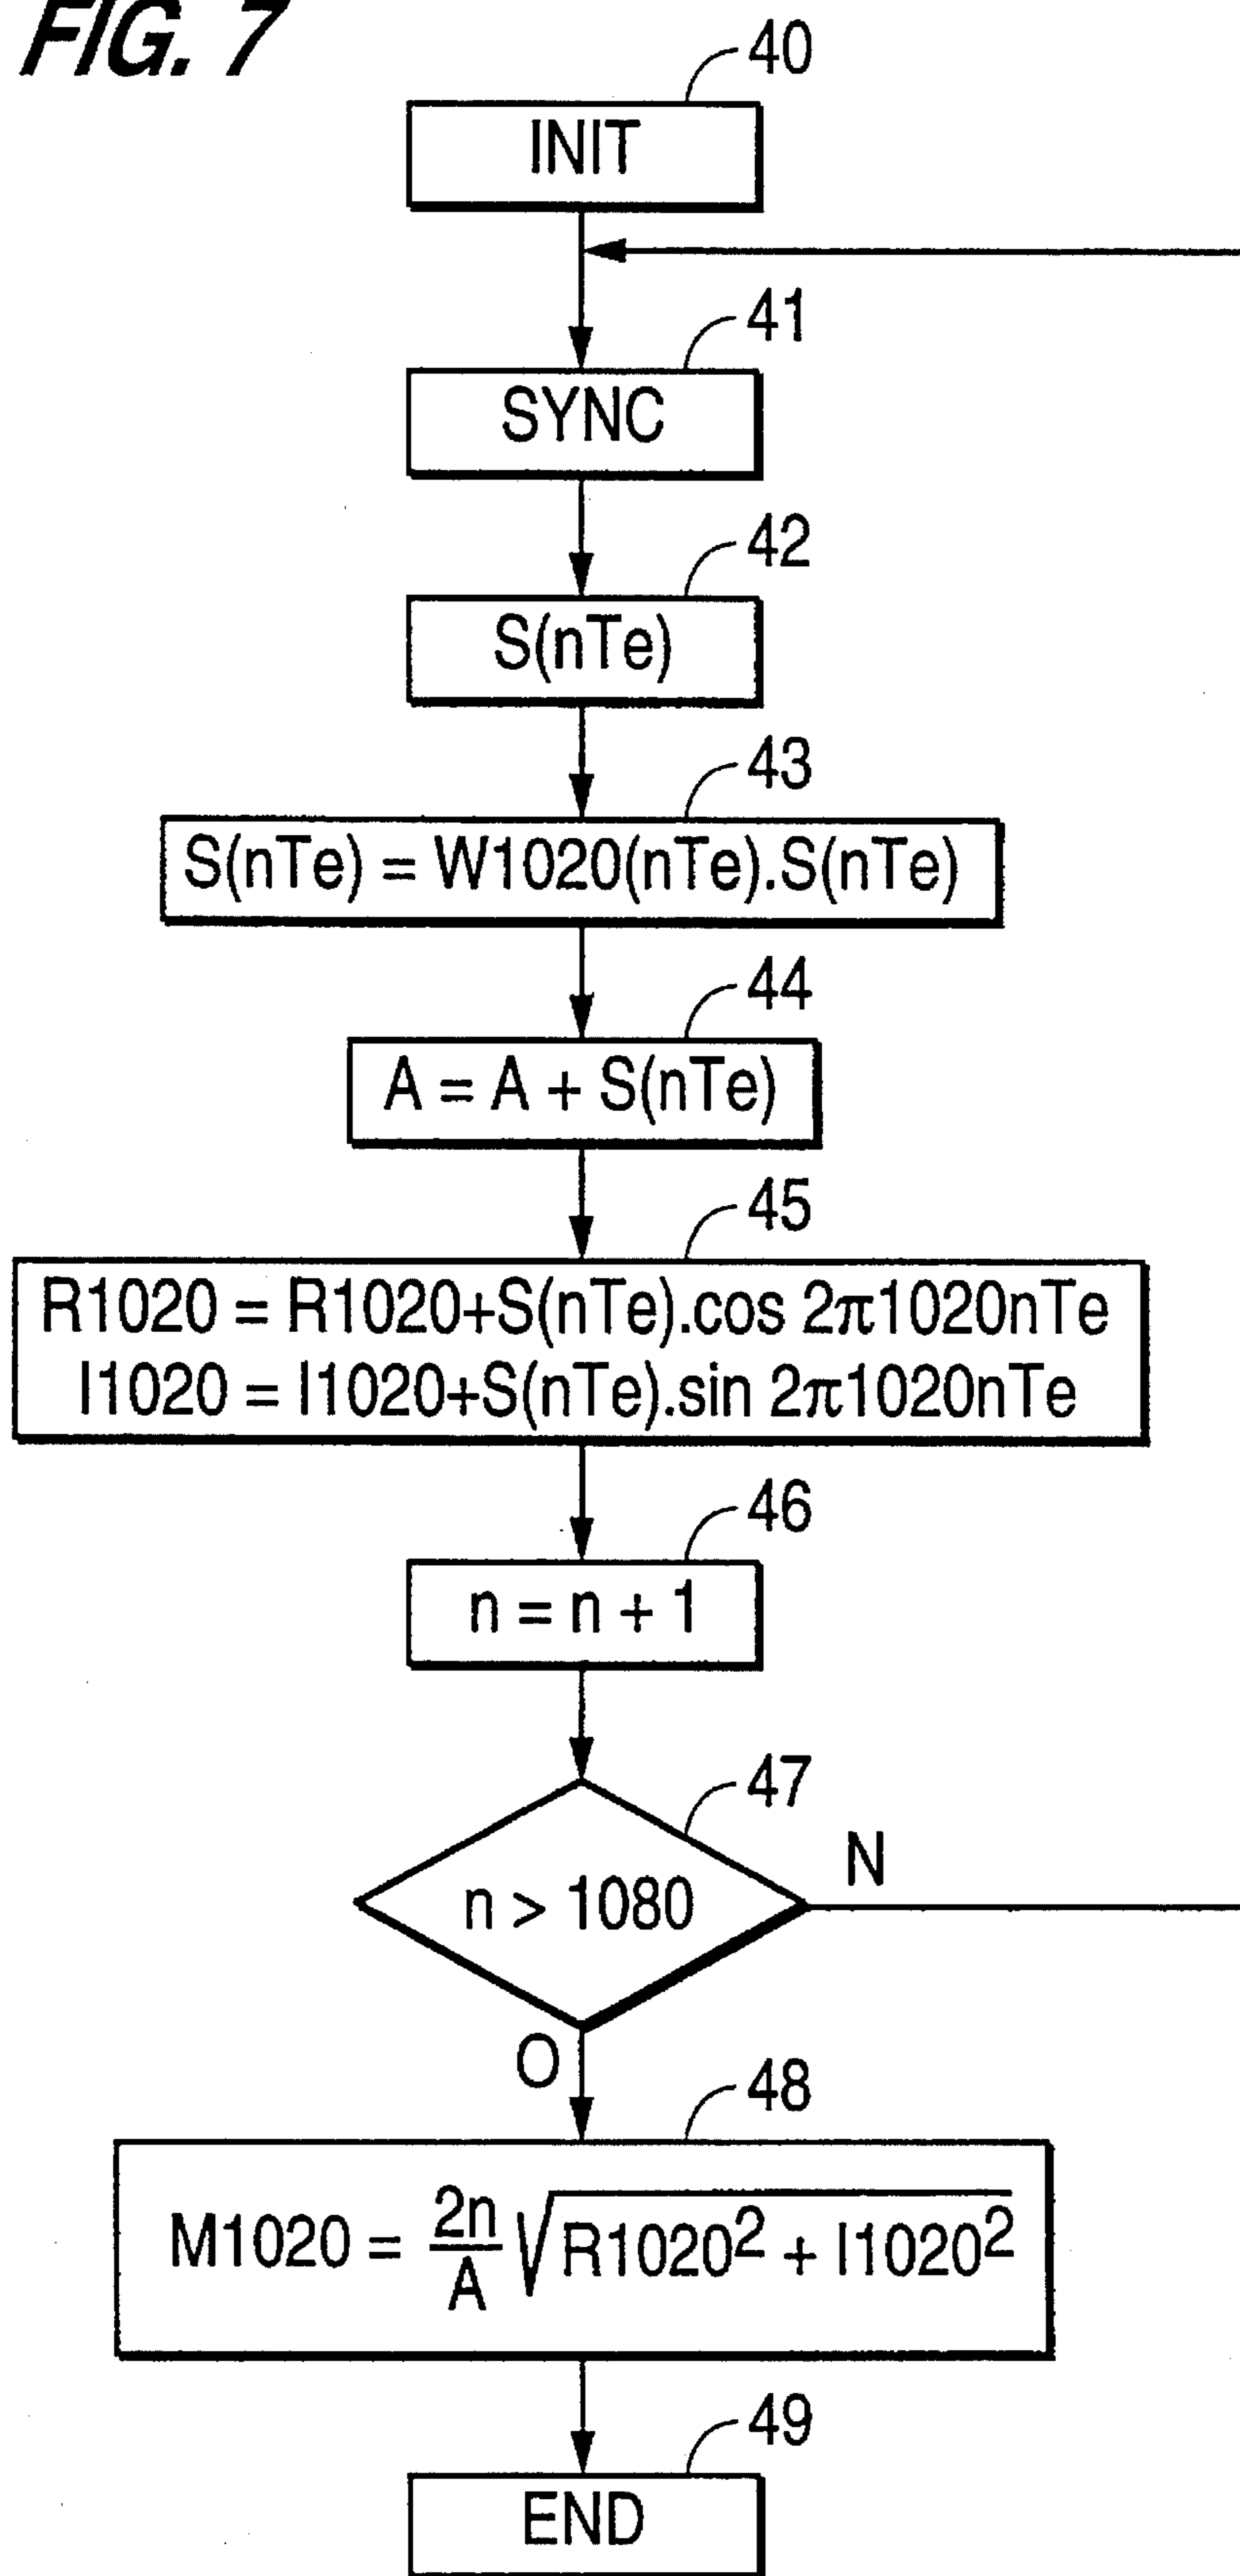 FIG. 7
40
INIT
41
SYNC
42
S(nTe)
43
S(nTe) = W1020(nTe).S(nTe)
44
A = A + S(nTe)
45
R1020 = R1020+S(nTe).cos 2π1020nTe
I1020 = I1020+S(nTe).sin 2π1020nTe
46
n = n + 1
47
n > 1080
N
O
48
M1020 = 2n/A √R1020² + I1020²
49
END